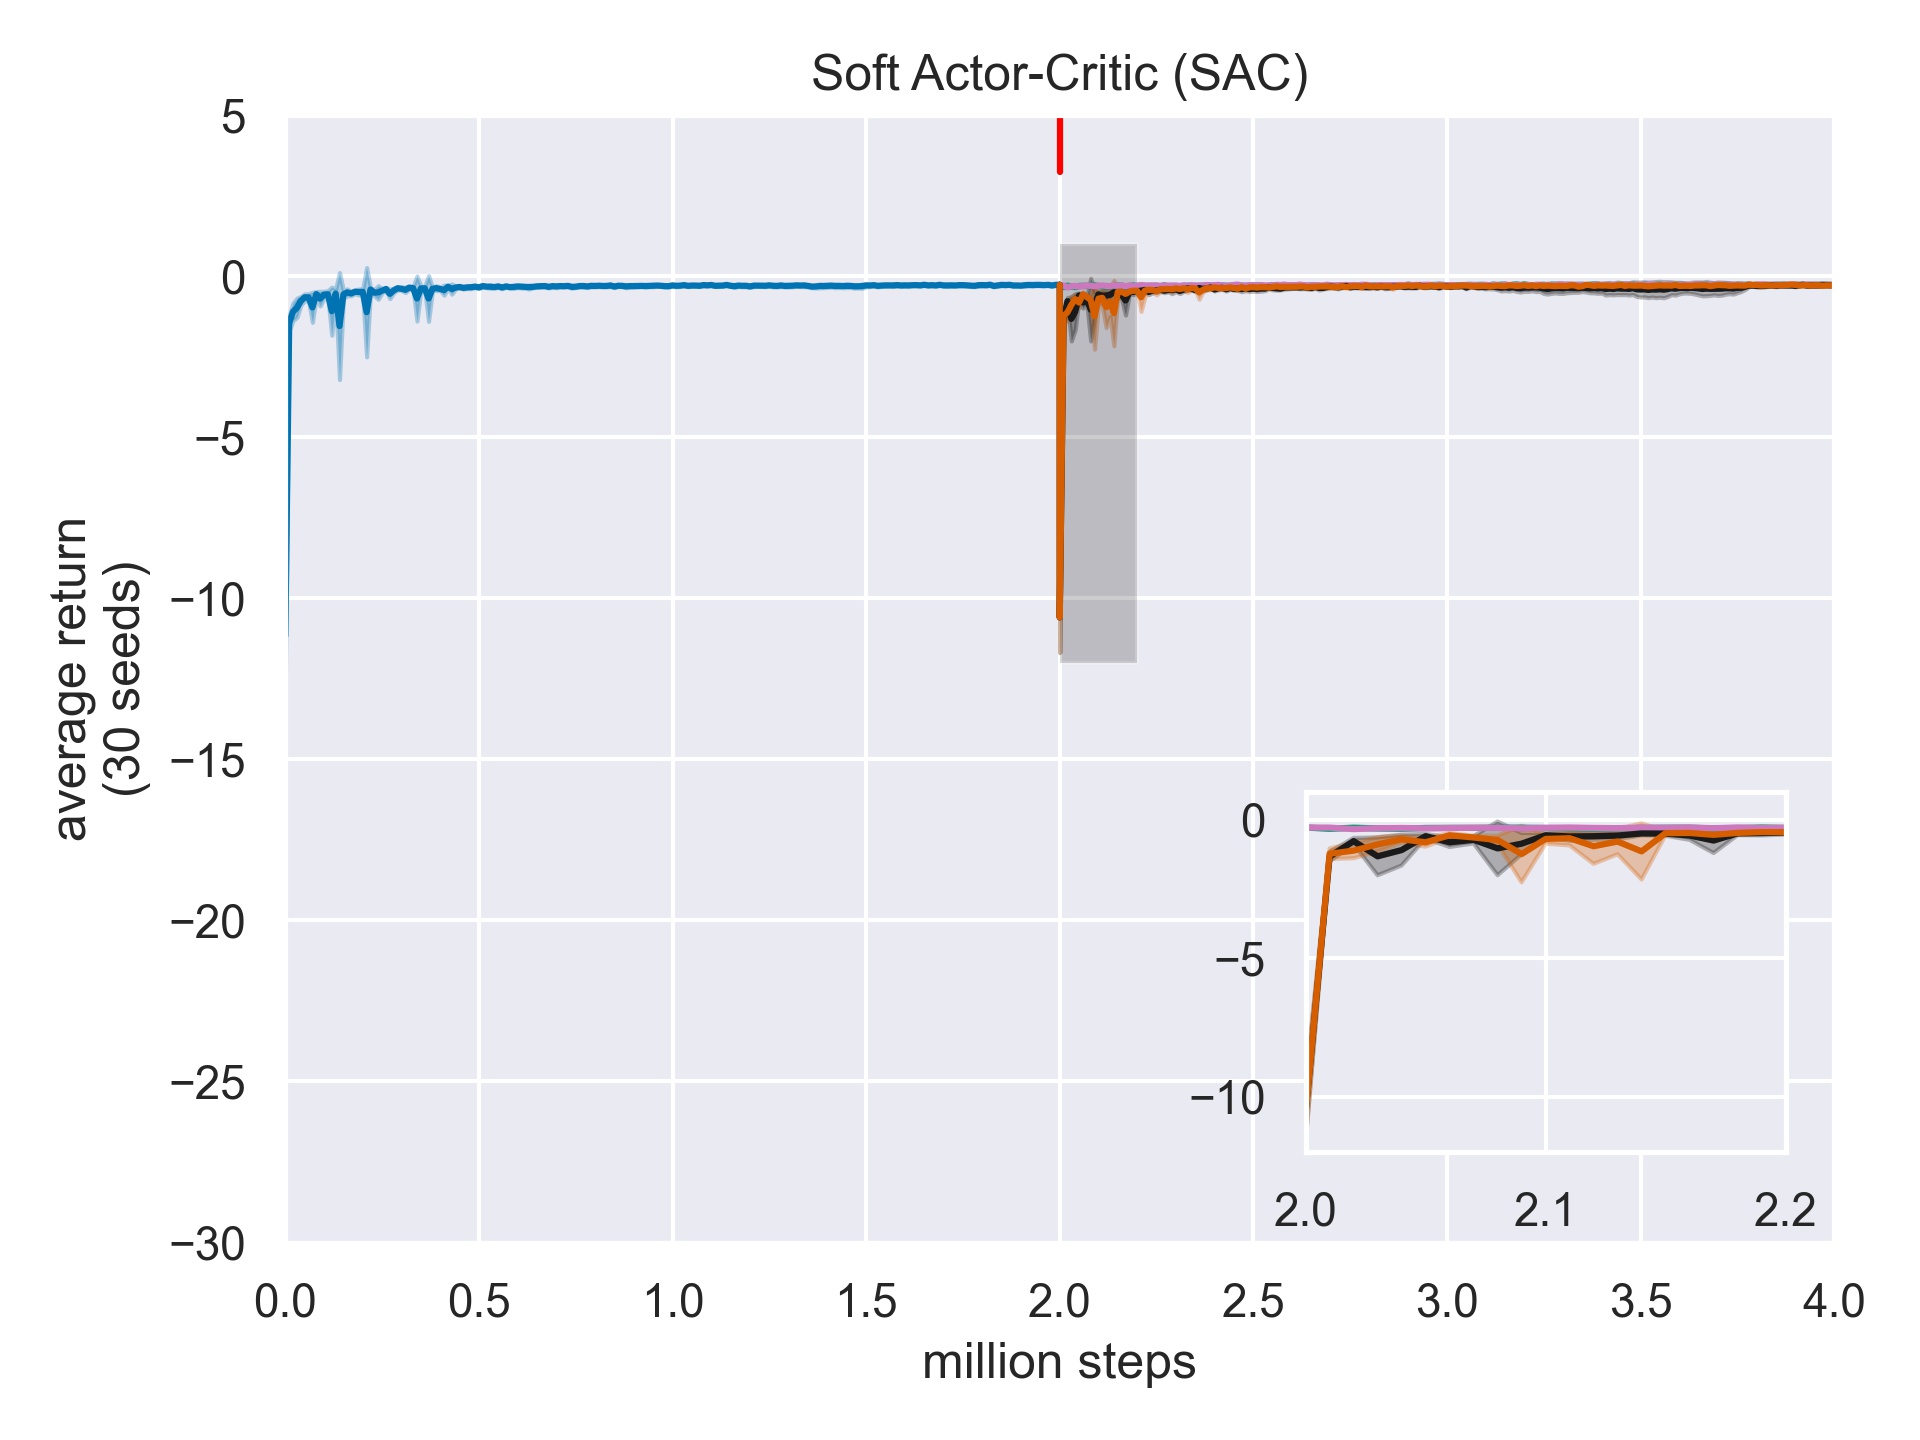 Soft Actor-Critic (SAC)
5
0
−5
−10
−15
−20
−25
−30
average return
(30 seeds)
0
−5
−10
2.0 2.1 2.2
0.0 0.5 1.0 1.5 2.0 2.5 3.0 3.5 4.0
million steps